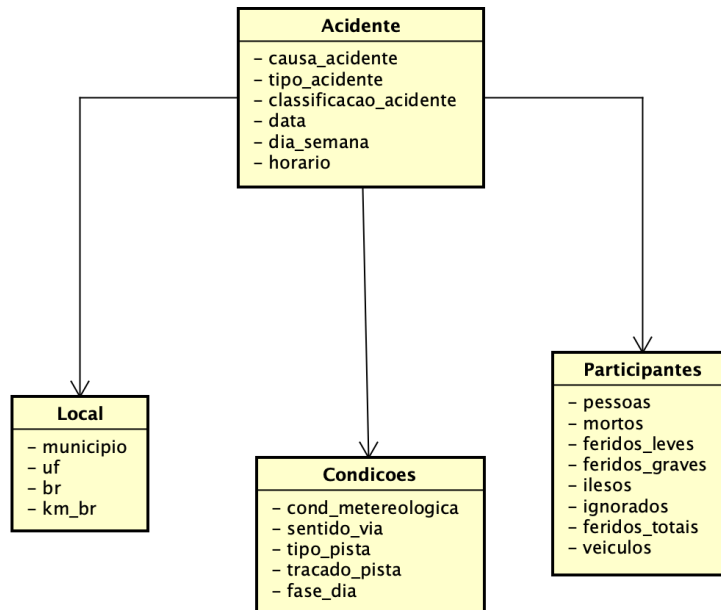 Acidente
– causa_acidente
– tipo_acidente
– classificacao_acidente
– data
– dia_semana
– horario
Local
– municipio
– uf
– br
– km_br
Condicoes
– cond_metereologica
– sentido_via
– tipo_pista
– tracado_pista
– fase_dia
Participantes
– pessoas
– mortos
– feridos_leves
– feridos_graves
– ilesos
– ignorados
– feridos_totais
– veiculos